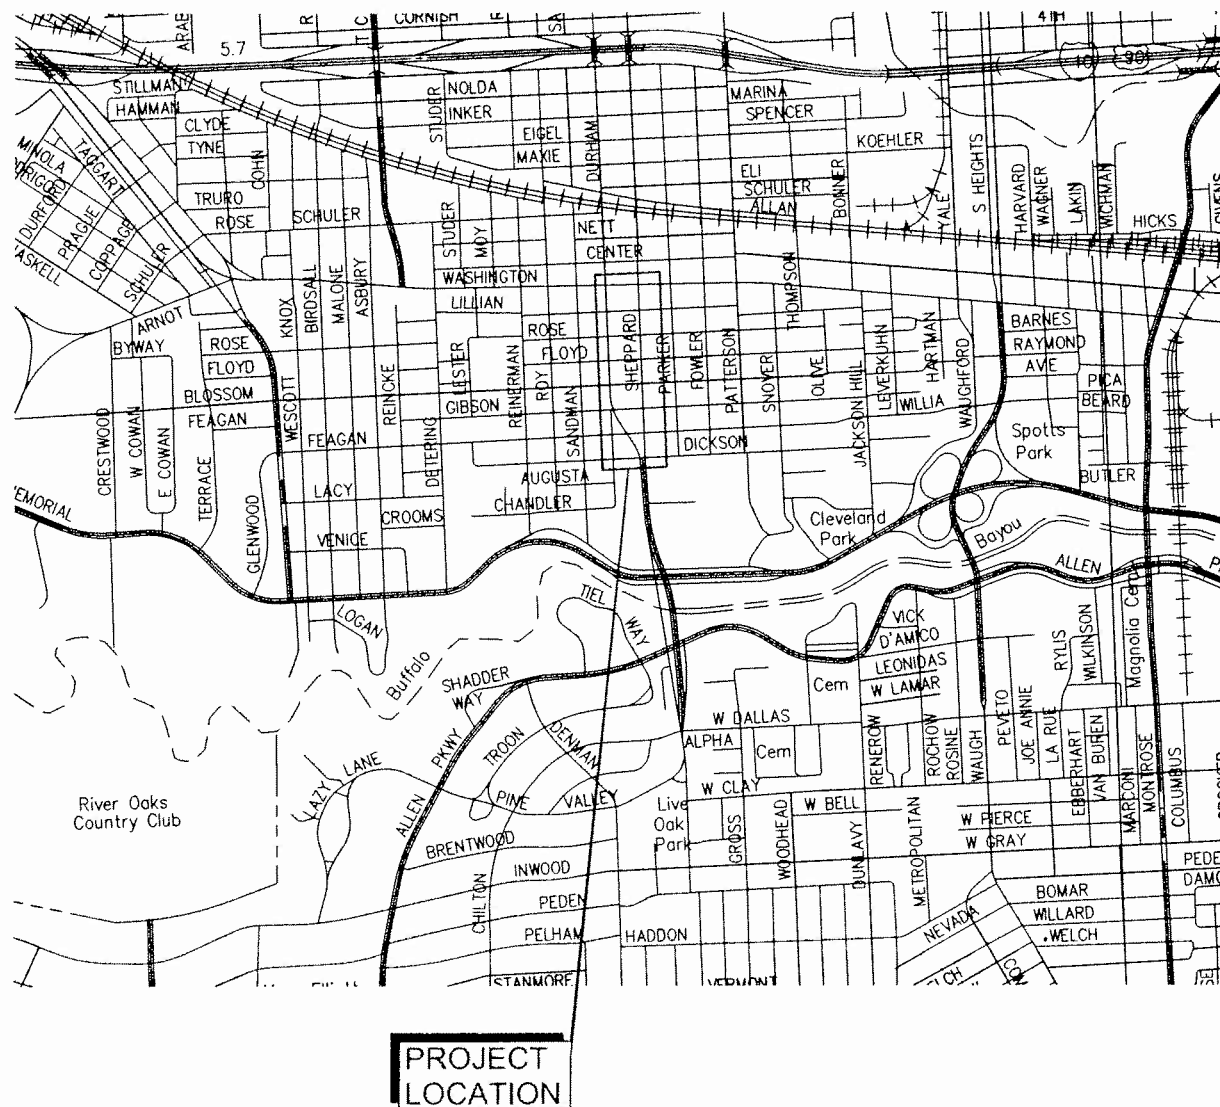 CORNISH
4TH
5.7
10
90
STILLMAN
HAMMAN
NOLDA
MARINA
STUDER
INKER
SPENCER
CLYDE
TYNE
EIGEL
MAXIE
DURHAM
KOEHLER
MINOLA
TAGGART
COHN
ELI
SCHULER
ALLAN
BONNER
YALE
S HEIGHTS
HARVARD
WAGNER
LAKIN
WICHMAN
HICKS
DURFORD
PRAGUE
COPPAGE
SCHULER
TRURO
ROSE
SCHULER
STUDER
MOY
NETT
CENTER
WASHINGTON
LILLIAN
THOMPSON
KNOX
BIRDSALL
MALONE
ASBURY
ARNOT
BYWAY
ROSE
FLOYD
BLOSSOM
FEAGAN
ROSE
FLOYD
LESTER
REINERMAN
ROY
SANDMAN
SHEPPARD
PARKER
FOWLER
PATTERSON
SNOVER
OLIVE
JACKSON HILL
LEVERKUHN
HARTMAN
WAUGHFORD
BARNES
RAYMOND
AVE
PICA
BEARD
WILLIA
Spotts
Park
CRESTWOOD
W COWAN
E COWAN
TERRACE
WESCOTT
FEAGAN
REINCKE
DETERING
GIBSON
DICKSON
AUGUSTA
CHANDLER
LACY
CROOMS
VENICE
GLENWOOD
BUTLER
Cleveland
Park
Bayou
ALLEN
LOGAN
TIEL
WAY
Buffalo
SHADDER
WAY
VICK
D'AMICO
LEONIDAS
W LAMAR
Cem
RYLIS
WILKINSON
Magnolia Cem
W DALLAS
ALPHA
Cem
W CLAY
W BELL
RENEROW
ROCHOW
ROSINE
WAUGH
PEVETO
JOE ANNIE
LA RUE
EBBERHART
VAN BUREN
MARCONI
MONTROSE
COLUMBUS
LAZY LANE
ALLEN PKWY
TROON
DENMAN
PINE VALLEY
River Oaks
Country Club
Live
Oak
Park
GROSS
WOODHEAD
DUNLAVY
METROPOLITAN
W PIERCE
W GRAY
BRENTWOOD
INWOOD
PEDEN
PELHAM
HADDON
CHILTON
STANMORE
VERMONT
NEVADA
BOMAR
WILLARD
WELCH
PROJECT
LOCATION